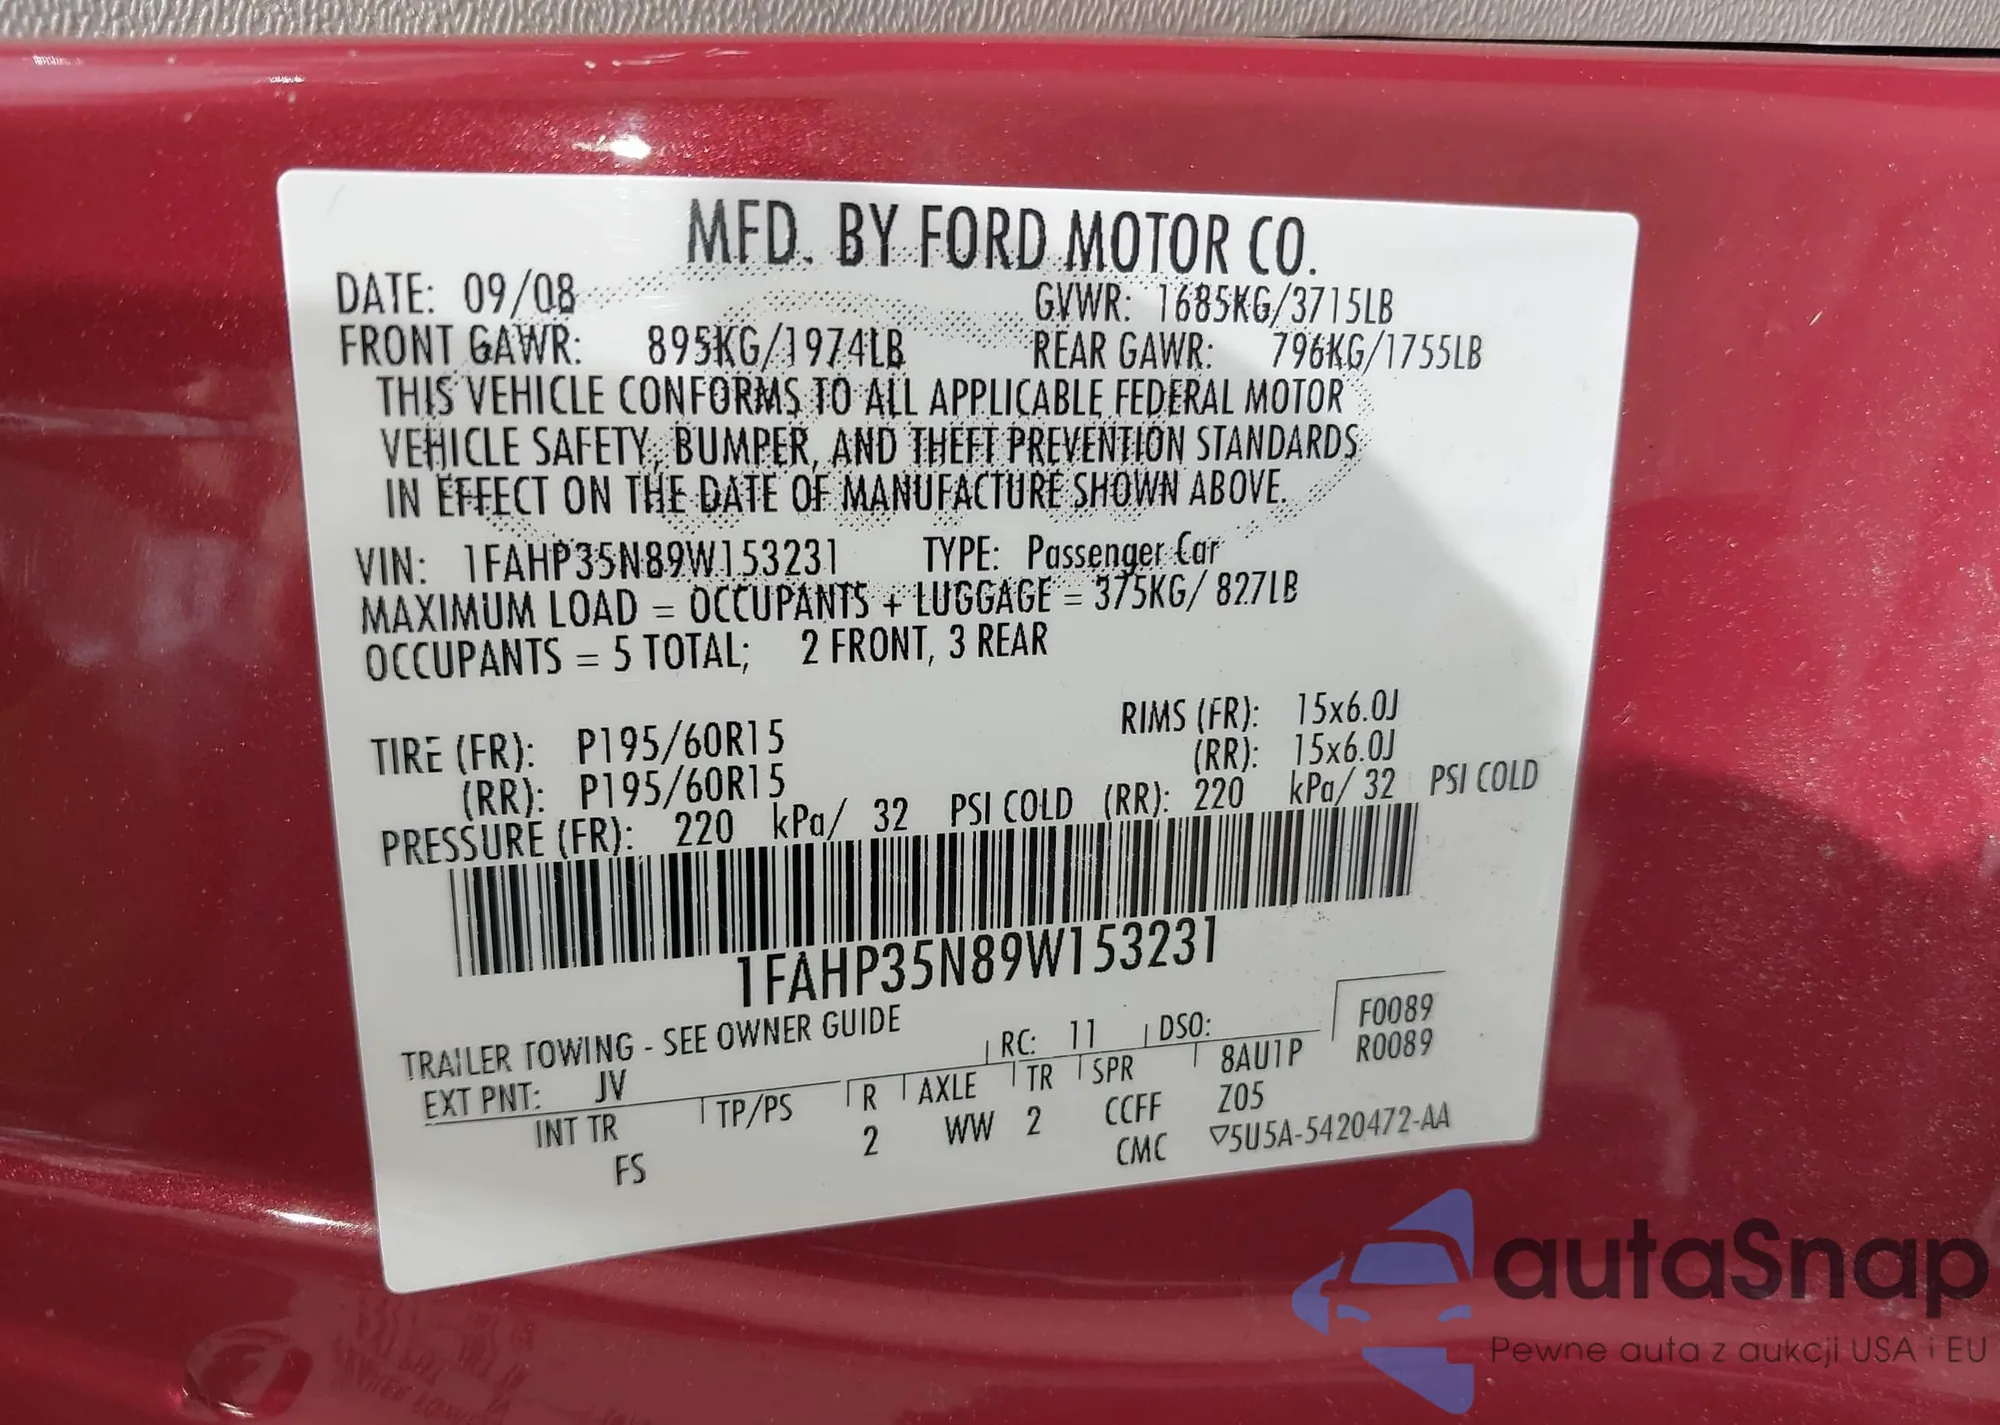 MFD. BY FORD MOTOR CO.
DATE: 09/08 GVWR: 1685KG/3715LB
FRONT GAWR: 895KG/1974LB REAR GAWR: 796KG/1755LB
THIS VEHICLE CONFORMS TO ALL APPLICABLE FEDERAL MOTOR
VEHICLE SAFETY, BUMPER, AND THEFT PREVENTION STANDARDS
IN EFFECT ON THE DATE OF MANUFACTURE SHOWN ABOVE.
VIN: 1FAHP35N89W153231 TYPE: Passenger Car
MAXIMUM LOAD = OCCUPANTS + LUGGAGE = 375KG/ 827LB
OCCUPANTS = 5 TOTAL; 2 FRONT, 3 REAR
TIRE (FR): P195/60R15 RIMS (FR): 15x6.0J
(RR): P195/60R15 (RR): 15x6.0J
PRESSURE (FR): 220 kPa/ 32 PSI COLD (RR): 220 kPa/ 32 PSI COLD
1FAHP35N89W153231
TRAILER TOWING - SEE OWNER GUIDE
RC: 11 DSO: F0089
EXT PNT: JV R0089
INT TR TP/PS R AXLE TR SPR 8AU1P
FS 2 WW 2 CCFF Z05
CMC ▽5U5A-5420472-AA
autaSnap
Pewne auta z aukcji USA i EU